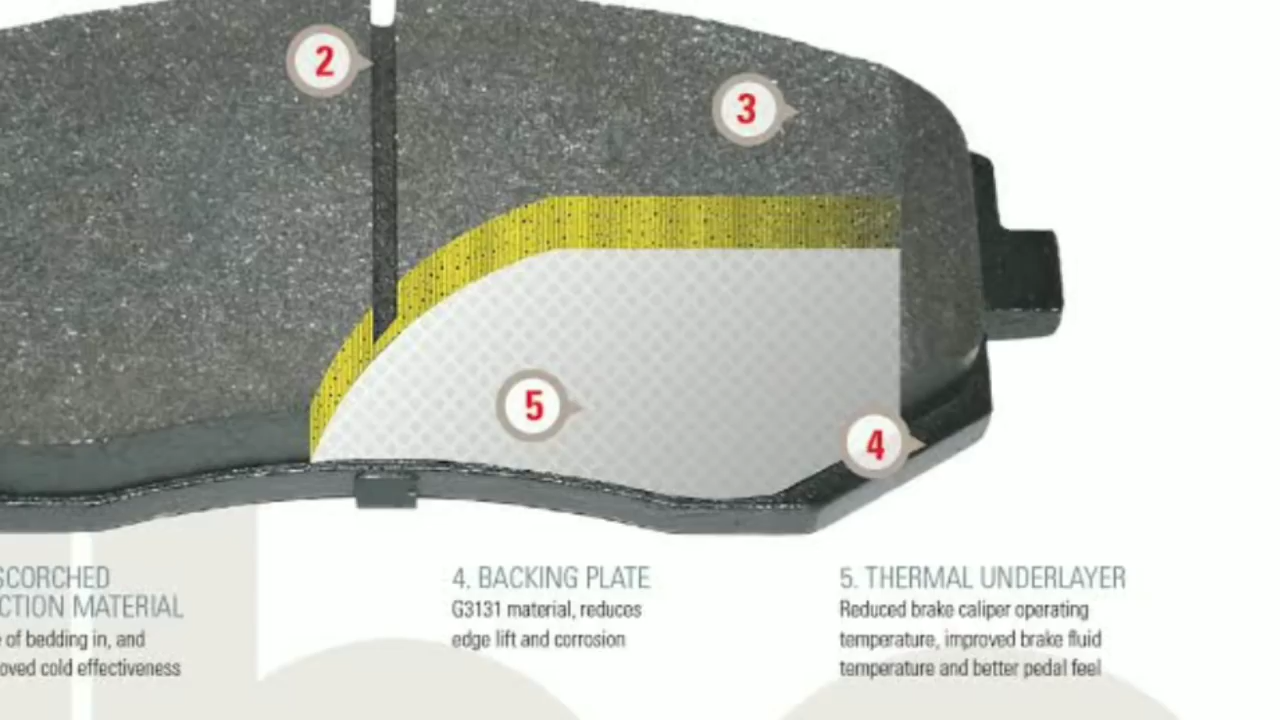 2
3
5
4
SCORCHED
CTION MATERIAL
of bedding in, and
cold effectiveness
4. BACKING PLATE
G3131 material, reduces
edge lift and corrosion
5. THERMAL UNDERLAYER
Reduced brake caliper operating
temperature, improved brake fluid
temperature and better pedal feel